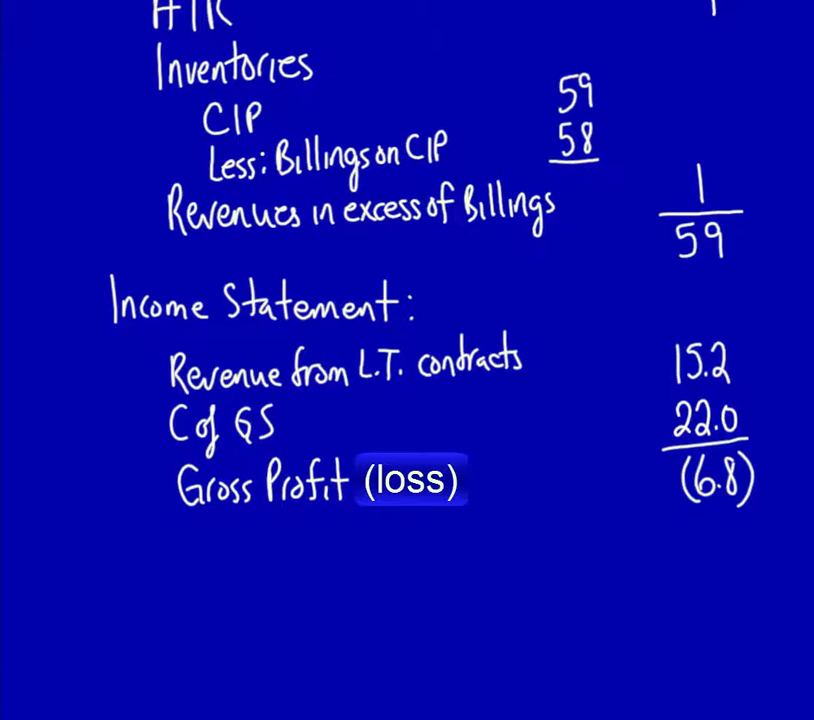 A/R
Inventories
CIP 59
Less: Billings on CIP 58
Revenues in excess of Billings 1
59
Income Statement:
Revenue from L.T. contracts 15.2
C of GS 22.0
Gross Profit (loss) (6.8)